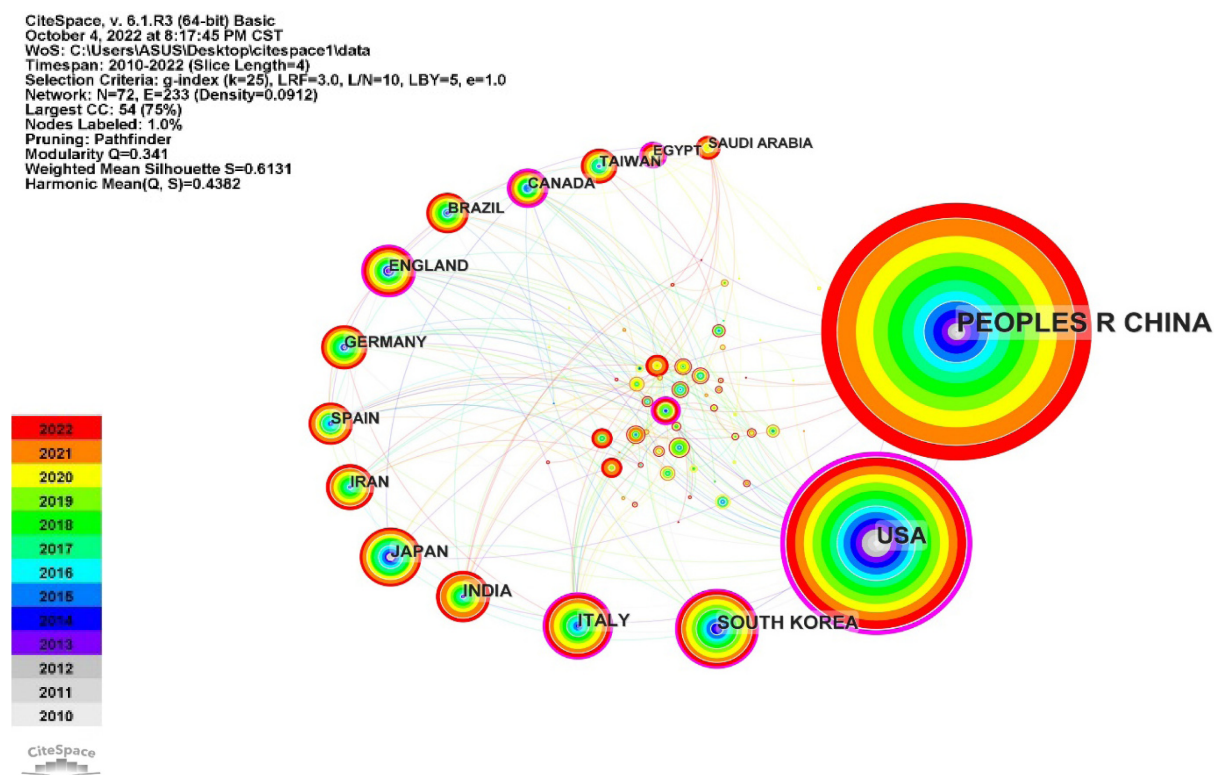 CiteSpace, v. 6.1.R3 (64-bit) Basic
October 4, 2022 at 8:17:45 PM CST
WoS: C:\Users\ASUS\Desktop\citespace1\data
Timespan: 2010-2022 (Slice Length=4)
Selection Criteria: g-index (k=25), LRF=3.0, L/N=10, LBY=5, e=1.0
Network: N=72, E=233 (Density=0.0912)
Largest CC: 54 (75%)
Nodes Labeled: 1.0%
Pruning: Pathfinder
Modularity Q=0.341
Weighted Mean Silhouette S=0.6131
Harmonic Mean(Q, S)=0.4382
SAUDI ARABIA
EGYPT
TAIWAN
CANADA
BRAZIL
ENGLAND
PEOPLES R CHINA
GERMANY
SPAIN
IRAN
USA
JAPAN
INDIA
ITALY
SOUTH KOREA
2022
2021
2020
2019
2018
2017
2016
2015
2014
2013
2012
2011
2010
CiteSpace